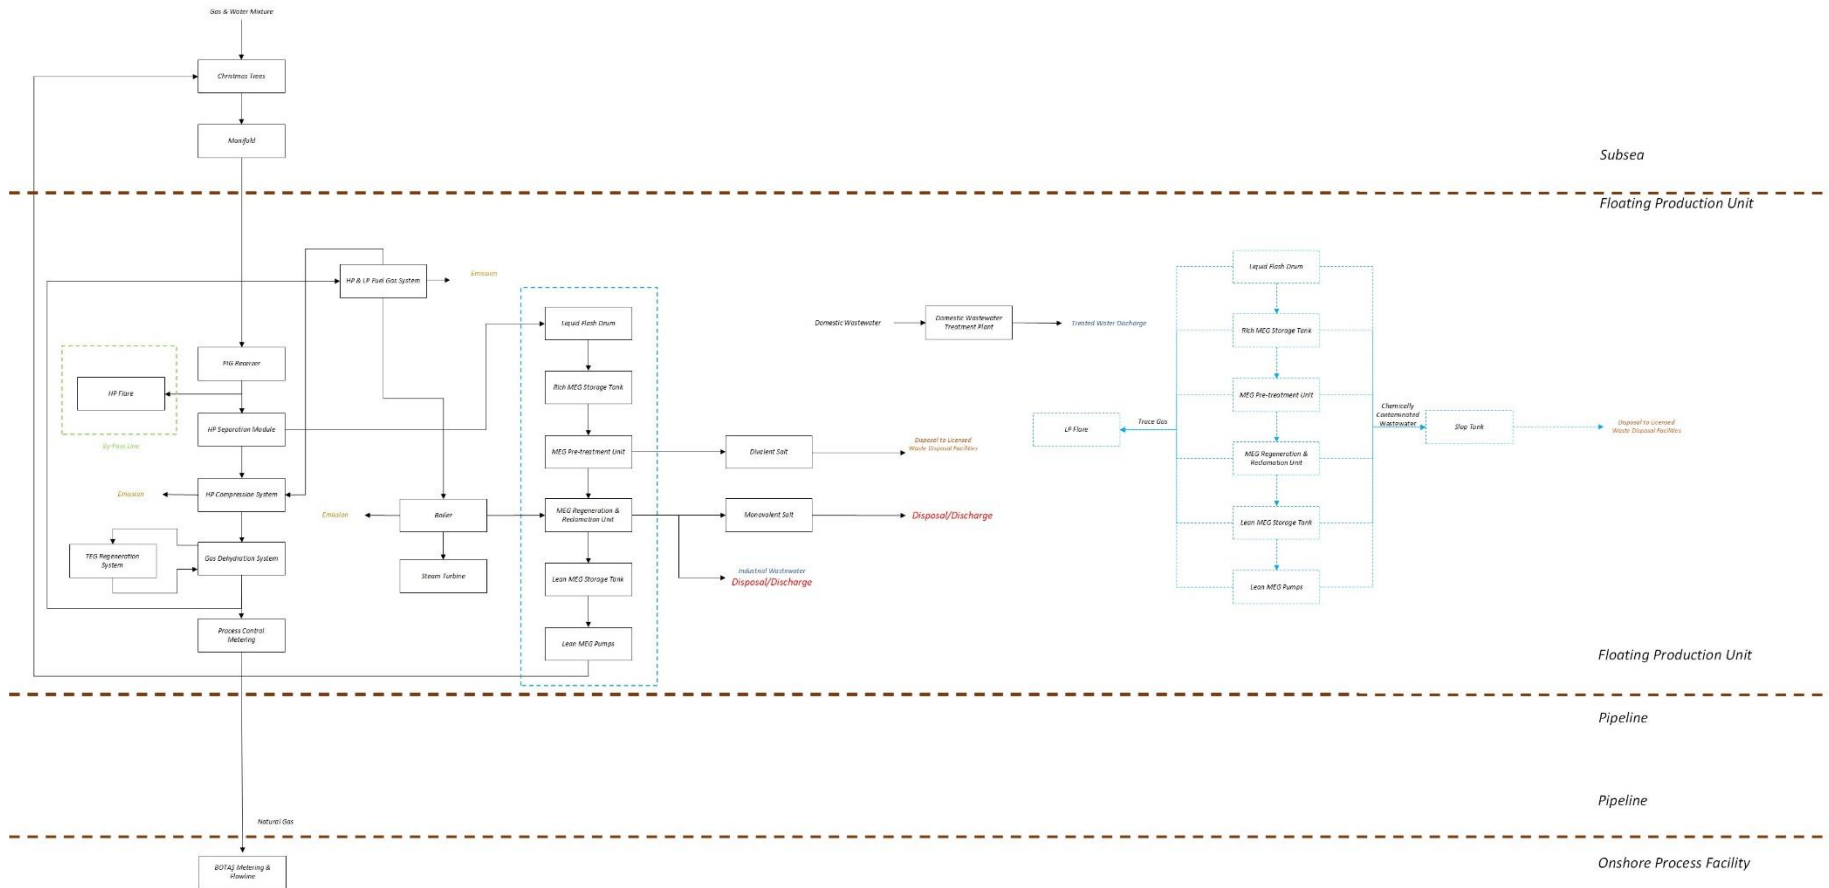 Gas & Water Mixture
Christmas Trees
Manifold
Subsea
Floating Production Unit
HP & LP Fuel Gas System
Emission
PIG Receiver
HP Flare
HP Separation Module
By-Pass Line
HP Compression System
Emission
TEG Regeneration
System
Gas Dehydration System
Process Control
Metering
Emission
Boiler
Steam Turbine
Liquid Flash Drum
Rich MEG Storage Tank
MEG Pre-treatment Unit
MEG Regeneration &
Reclamation Unit
Lean MEG Storage Tank
Lean MEG Pumps
Divalent Salt
Disposal to Licensed
Waste Disposal Facilities
Monovalent Salt
Disposal/Discharge
Industrial Wastewater
Disposal/Discharge
Domestic Wastewater
Domestic Wastewater
Treatment Plant
Treated Water Discharge
LP Flare
Trace Gas
Liquid Flash Drum
Rich MEG Storage Tank
MEG Pre-treatment Unit
MEG Regeneration &
Reclamation Unit
Lean MEG Storage Tank
Lean MEG Pumps
Chemically
Contaminated
Wastewater
Slop Tank
Disposal to Licensed
Waste Disposal Facilities
Floating Production Unit
Pipeline
Pipeline
Natural Gas
BOTAŞ Metering &
Flowline
Onshore Process Facility